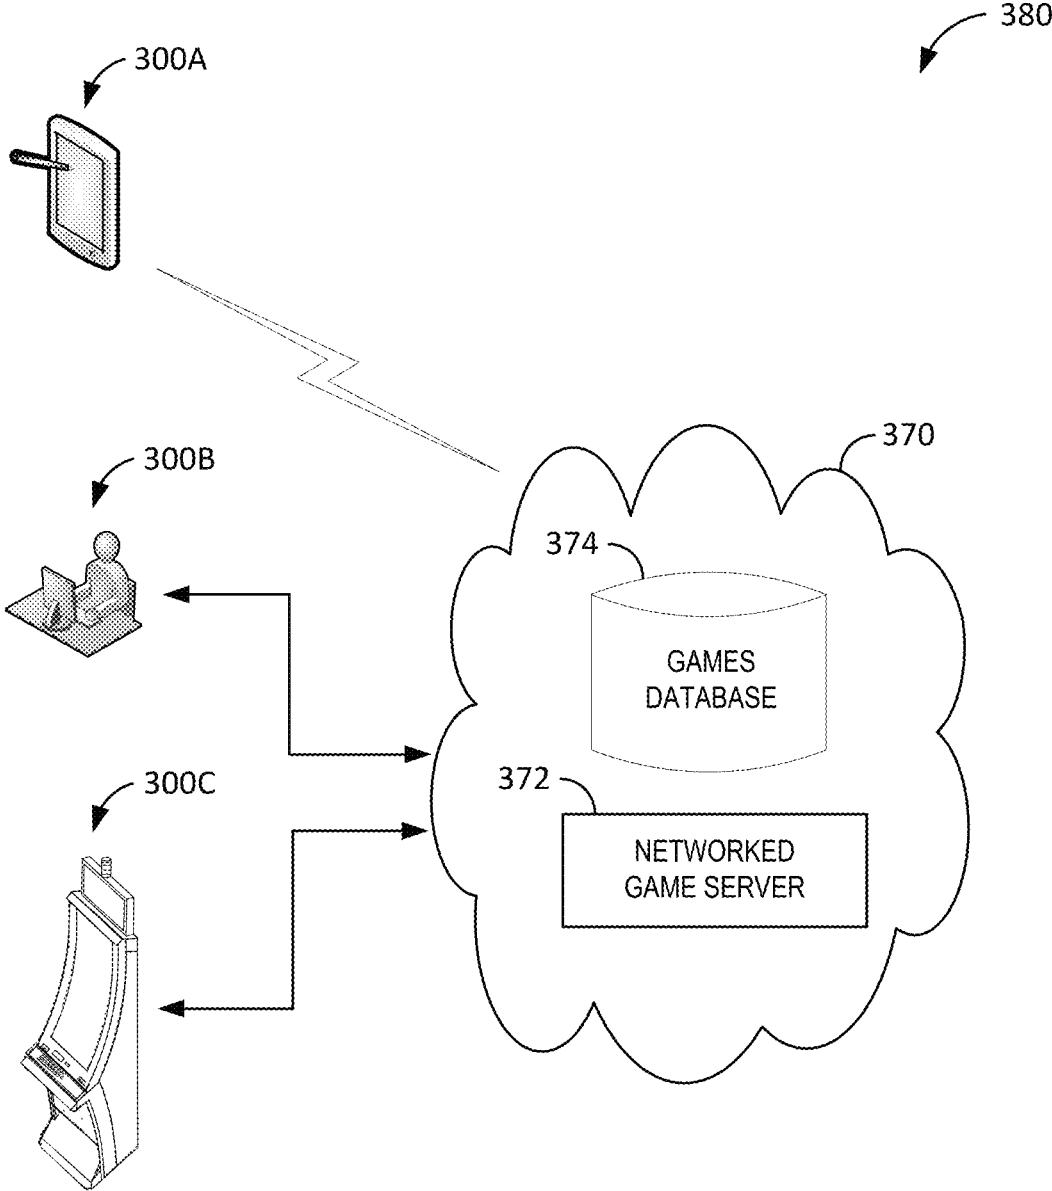 380
300A
300B
370
374
GAMES
DATABASE
300C
372
NETWORKED
GAME SERVER